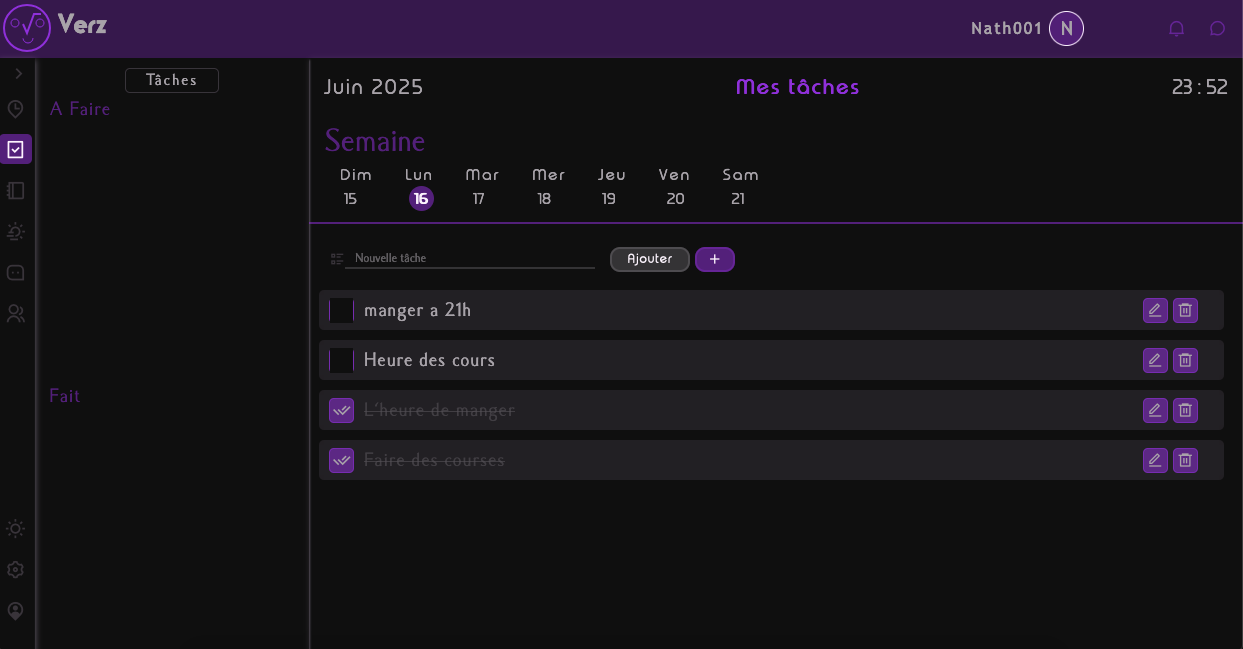 Verz
Nath001 N
Tâches
A Faire
Fait
Juin 2025 Mes tâches 23:52
Semaine
Dim Lun Mar Mer Jeu Ven Sam
15 16 17 18 19 20 21
Nouvelle tâche Ajouter +
manger a 21h
Heure des cours
L'heure de manger
Faire des courses